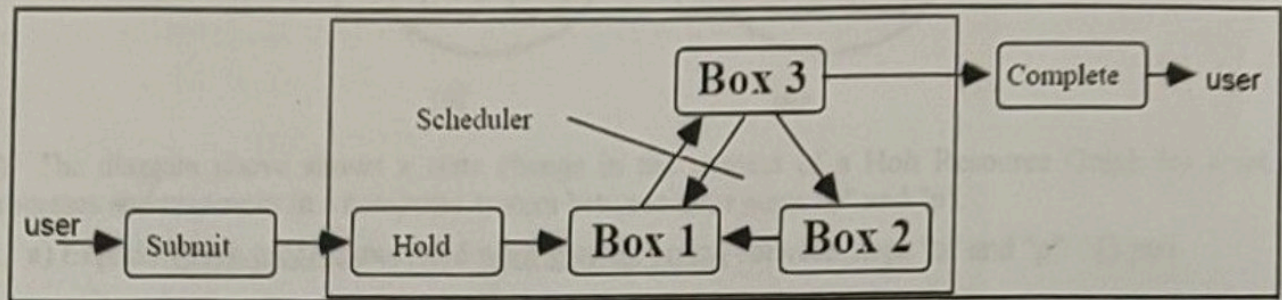 Box 3
Complete
user
Scheduler
user
Submit
Hold
Box 1
Box 2